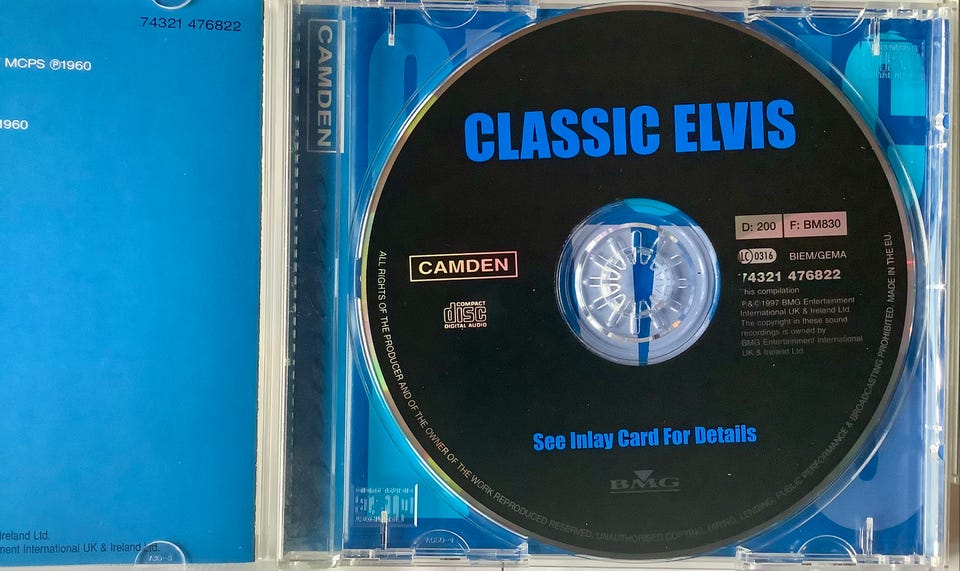 74321 476822
MCPS ℗1960
1960
reland Ltd.
ment International UK & Ireland Ltd.
CAMDEN
CLASSIC ELVIS
D: 200 F: BM830
LC 0316 BIEM/GEMA
74321 476822
This compilation
℗ & © 1997 BMG Entertainment
International UK & Ireland Ltd.
The copyright in these sound
recordings is owned by
BMG Entertainment International
UK & Ireland Ltd.
CAMDEN
COMPACT
disc
DIGITAL AUDIO
See Inlay Card For Details
BMG
ALL RIGHTS OF THE PRODUCER AND OF THE OWNER OF THE WORK REPRODUCED RESERVED. UNAUTHORISED COPYING, HIRING, LENDING, PUBLIC PERFORMANCE & BROADCASTING PROHIBITED. MADE IN THE EU.